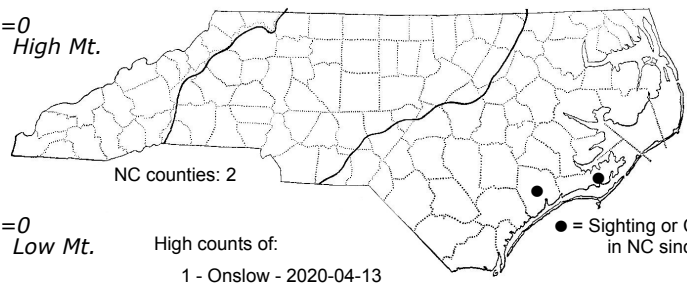 =0
High Mt.
NC counties: 2
=0
Low Mt.
High counts of:
1 - Onslow - 2020-04-13
● = Sighting or
in NC